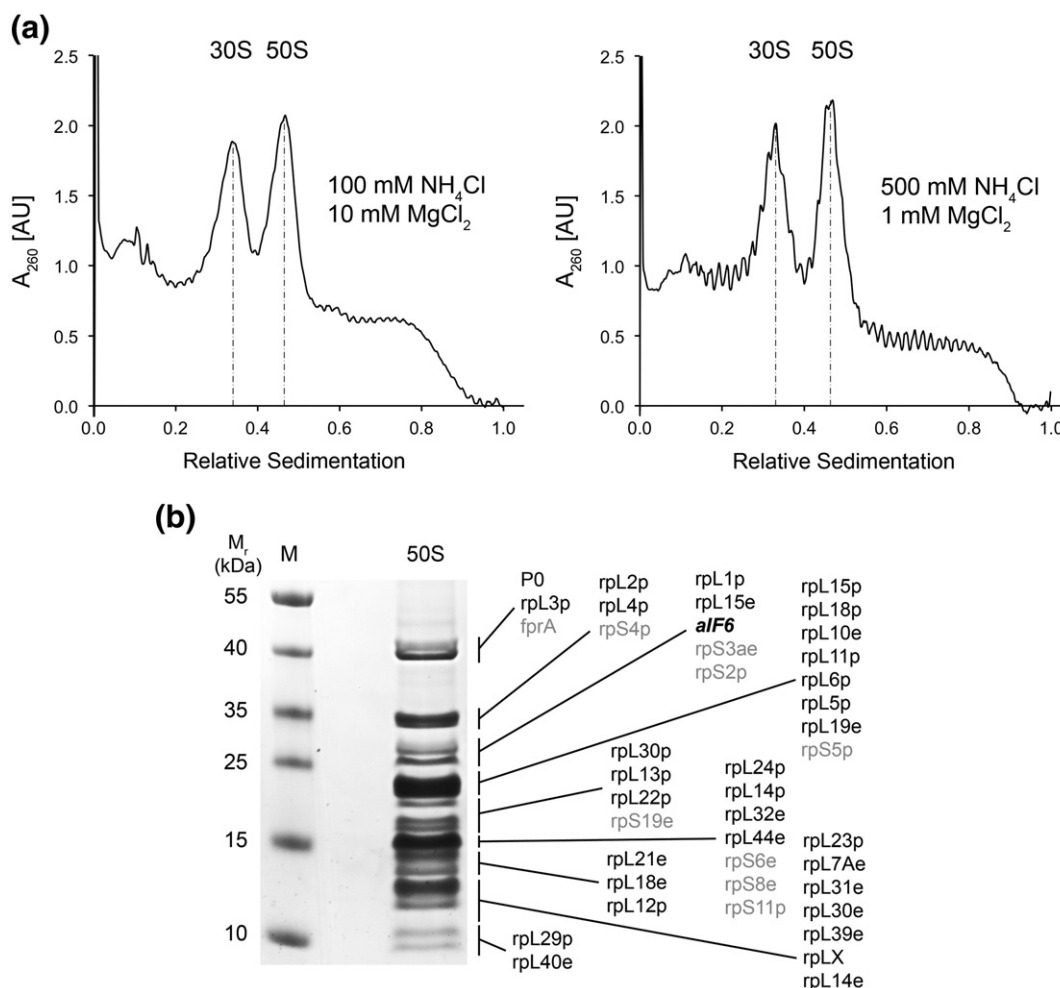 (a)
30S 50S
2.5
2.0
1.5
1.0
0.5
0.0
A260 [AU]
100 mM NH4Cl
10 mM MgCl2
0.0 0.2 0.4 0.6 0.8 1.0
Relative Sedimentation
30S 50S
2.5
2.0
1.5
1.0
0.5
0.0
A260 [AU]
500 mM NH4Cl
1 mM MgCl2
0.0 0.2 0.4 0.6 0.8 1.0
Relative Sedimentation
(b)
Mr
(kDa)
M
50S
55
40
35
25
15
10
P0
rpL3p
fprA
rpL2p
rpL4p
rpS4p
rpL1p
rpL15e
aIF6
rpS3ae
rpS2p
rpL15p
rpL18p
rpL10e
rpL11p
rpL6p
rpL5p
rpL19e
rpS5p
rpL30p
rpL13p
rpL22p
rpS19e
rpL24p
rpL14p
rpL32e
rpL44e
rpS6e
rpS8e
rpS11p
rpL21e
rpL18e
rpL12p
rpL23p
rpL7Ae
rpL31e
rpL30e
rpL39e
rpLX
rpL14e
rpL29p
rpL40e